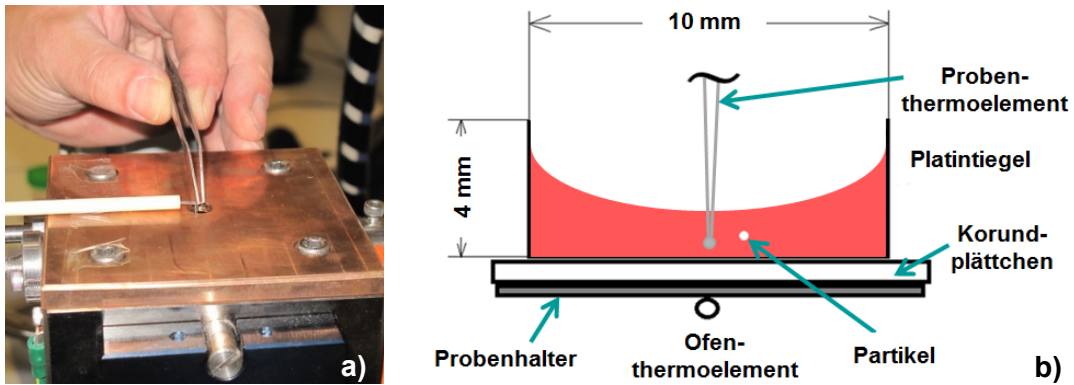 a)
10 mm
Proben-
thermoelement
4 mm
Platintiegel
Korund-
plättchen
Probenhalter
Ofen-
thermoelement
Partikel
b)